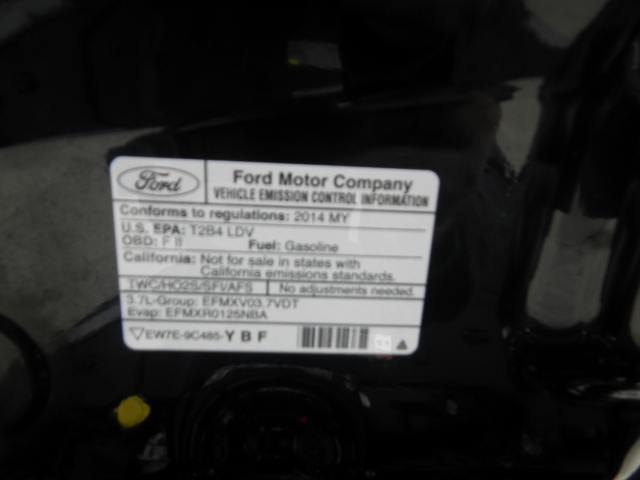 Ford
Ford Motor Company
VEHICLE EMISSION CONTROL INFORMATION
Conforms to regulations: 2014 MY
U.S. EPA: T2B4 LDV
OBD: F II Fuel: Gasoline
California: Not for sale in states with
California emissions standards.
TWC/HO2S/SFI/AFS No adjustments needed.
3.7L-Group: EFMXV03.7VDT
Evap: EFMXR0125NBA
EW7E-9C485-Y B F